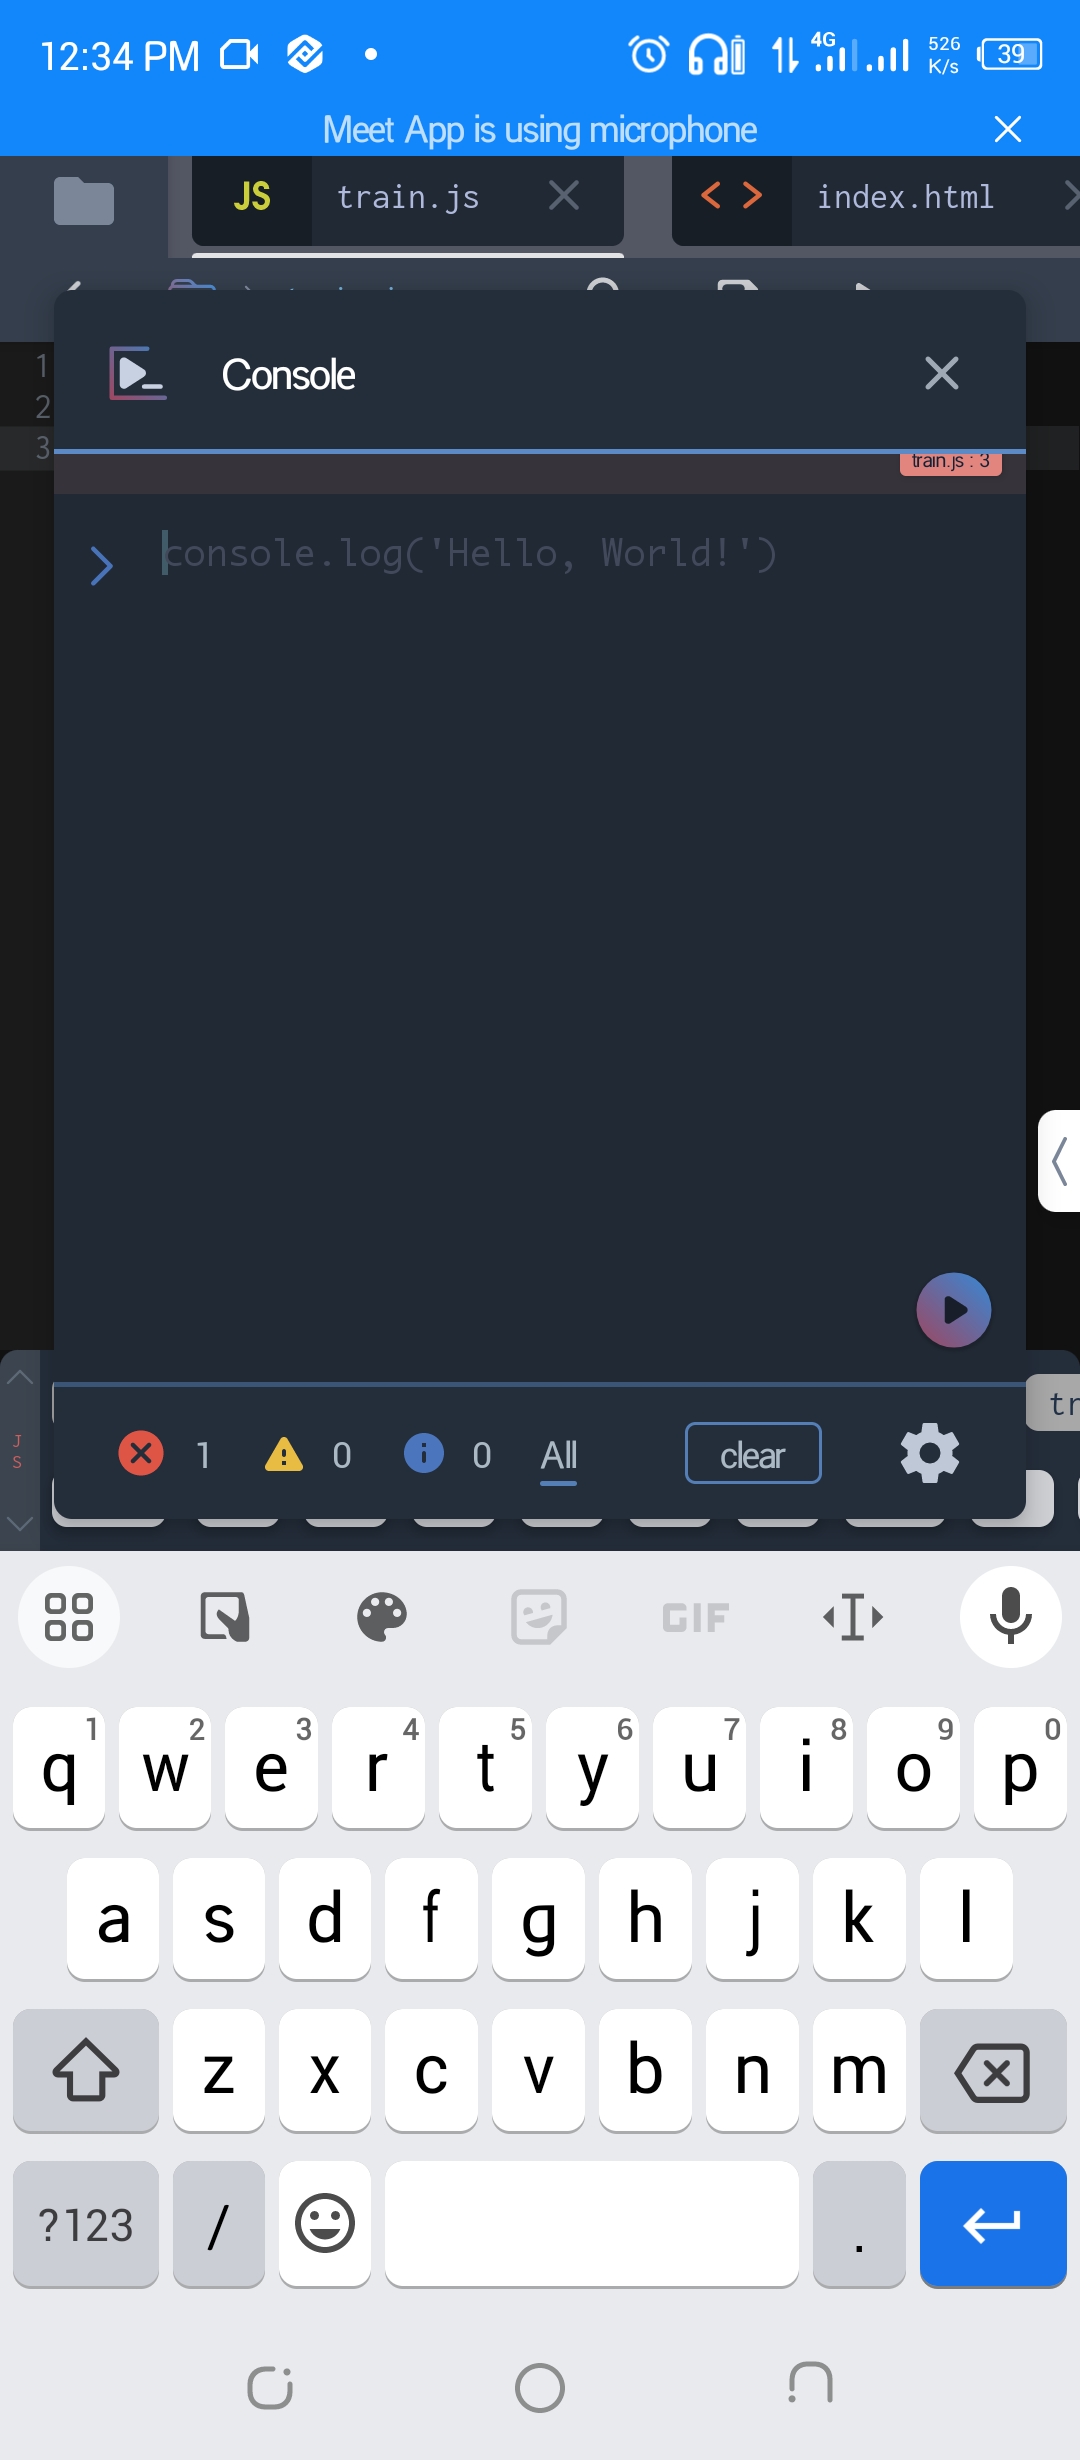 12:34 PM 4G 526 K/s 39
Meet App is using microphone
JS train.js < > index.html
1
2
3
Console
train.js : 3
console.log('Hello, World!')
tr
JS
1 0 0 All clear
GIF
q 1 w 2 e 3 r 4 t 5 y 6 u 7 i 8 o 9 p 0
a s d f g h j k l
z x c v b n m
?123 / .